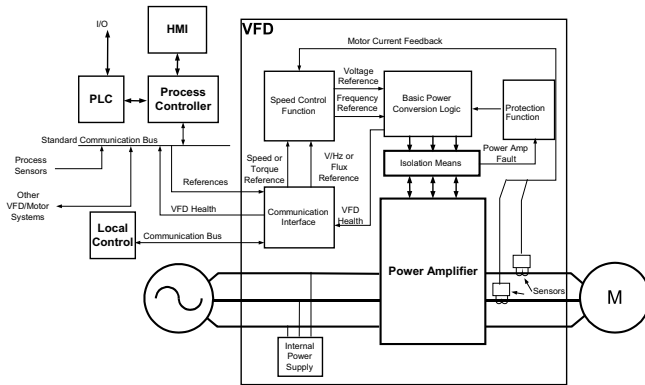 VFD
I/O
HMI
PLC
Process
Controller
Standard Communication Bus
Process
Sensors
Other
VFD/Motor
Systems
Local
Control
Communication Bus
References
VFD Health
Motor Current Feedback
Speed Control
Function
Voltage
Reference
Frequency
Reference
Basic Power
Conversion Logic
Protection
Function
Power Amp
Fault
Isolation Means
Speed or
Torque
Reference
V/Hz or
Flux
Reference
Communication
Interface
VFD
Health
Power Amplifier
Sensors
M
Internal
Power
Supply